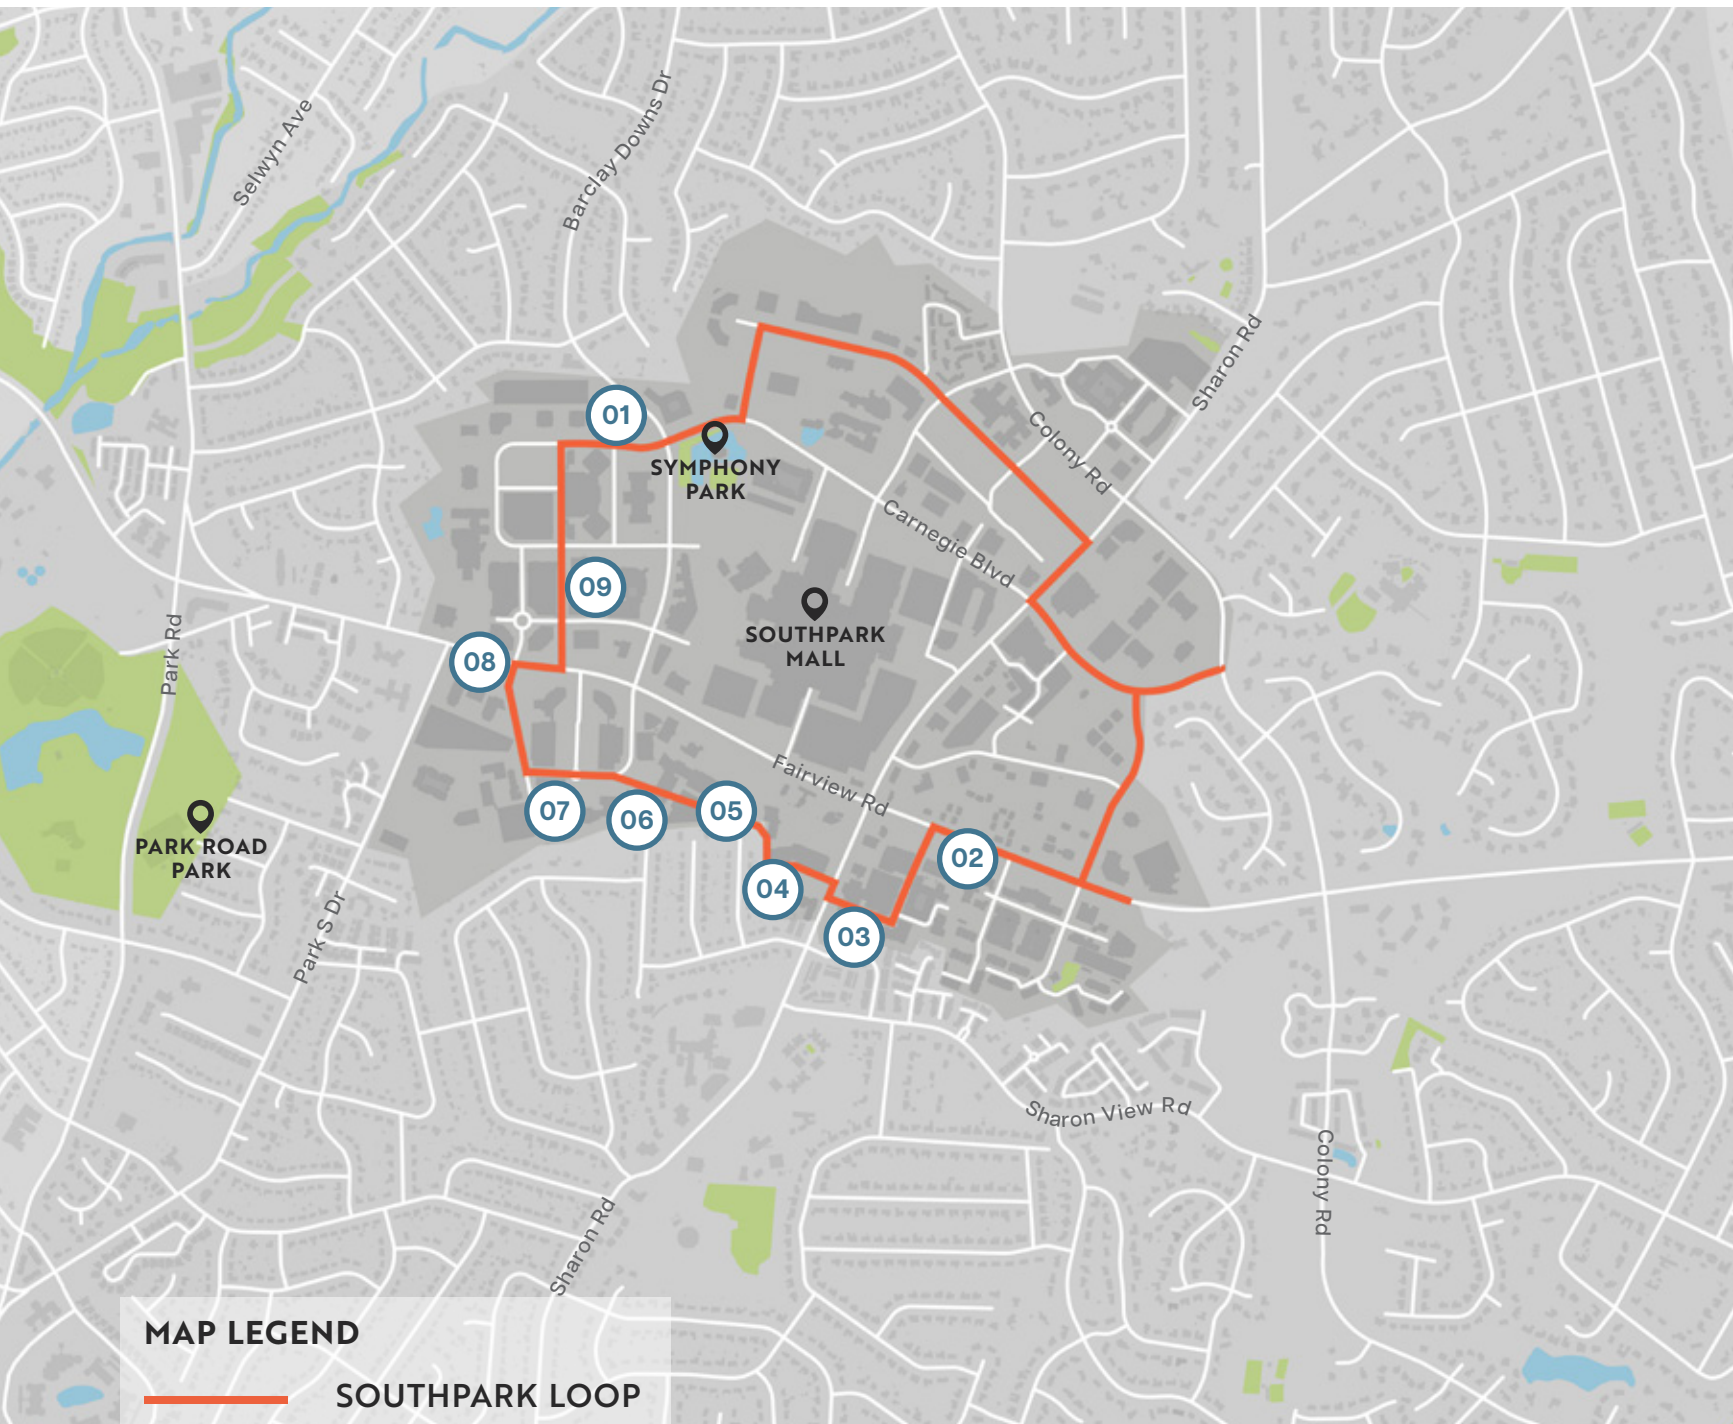 Selwyn Ave
Barclay Downs Dr
Sharon Rd
01
Colony Rd
SYMPHONY
PARK
Carnegie Blvd
09
SOUTHPARK
MALL
Park Rd
08
Fairview Rd
07
06
05
PARK ROAD
PARK
02
04
03
Park S Dr
Sharon View Rd
Colony Rd
Sharon Rd
MAP LEGEND
SOUTHPARK LOOP